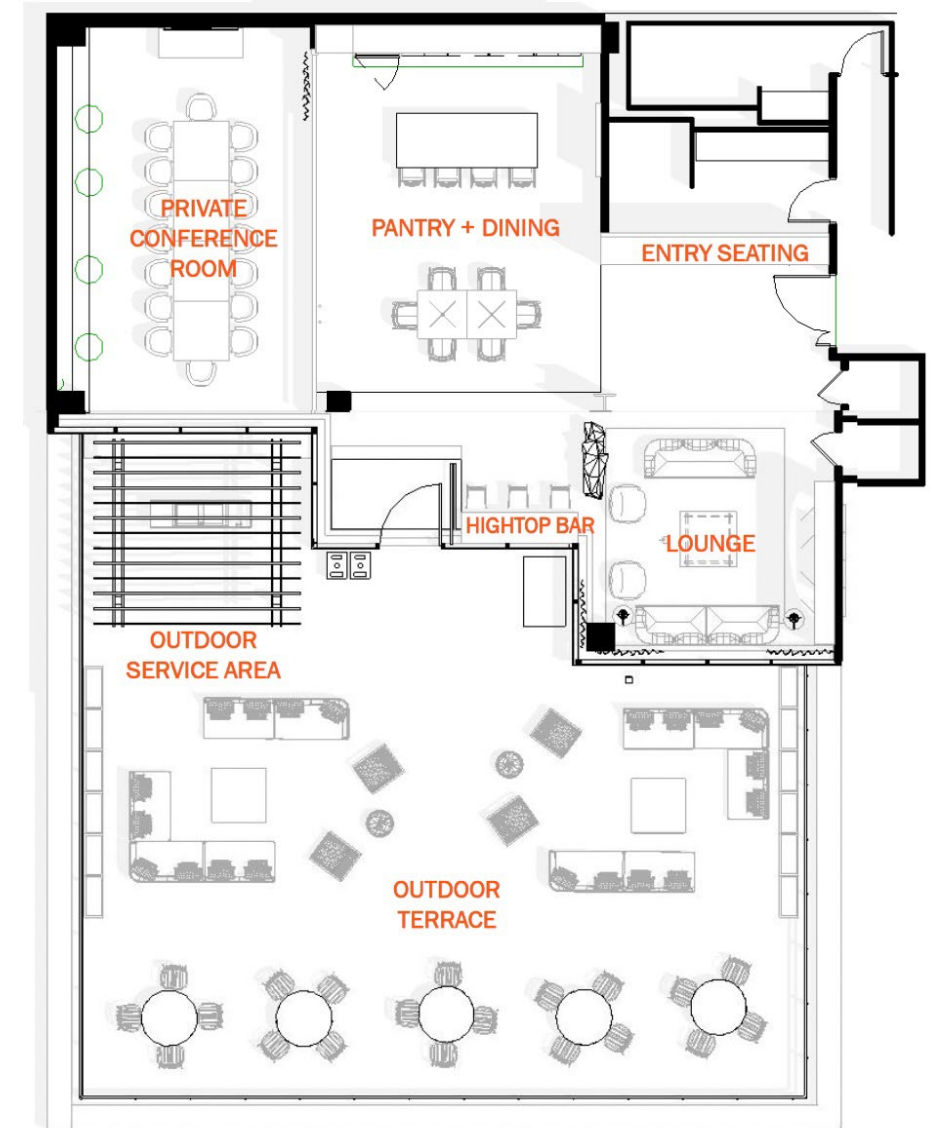 PRIVATE
CONFERENCE
ROOM
PANTRY + DINING
ENTRY SEATING
HIGHTOP BAR
LOUNGE
OUTDOOR
SERVICE AREA
OUTDOOR
TERRACE